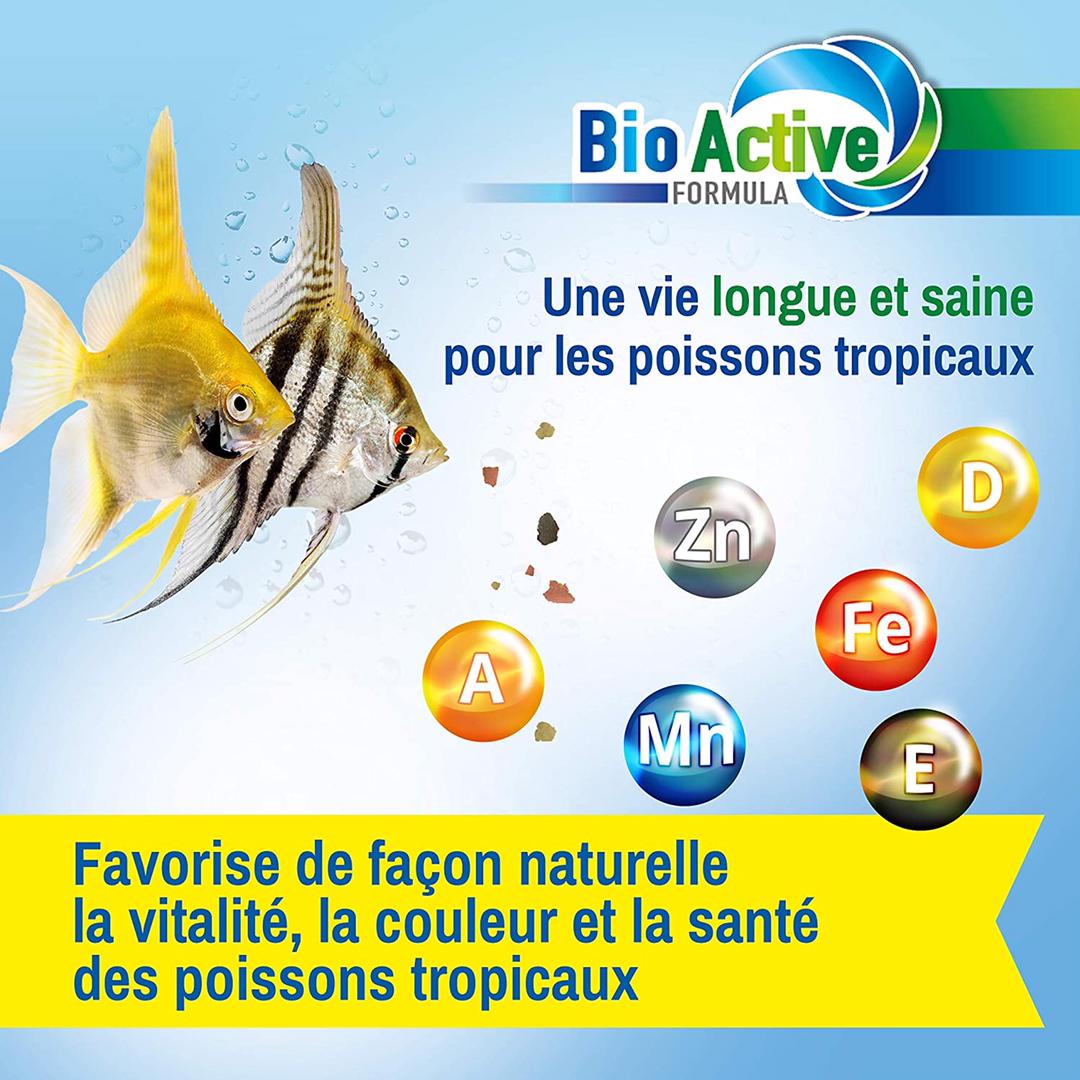 Bio Active
FORMULA
Une vie longue et saine
pour les poissons tropicaux
D
Zn
Fe
A
Mn
E
Favorise de façon naturelle
la vitalité, la couleur et la santé
des poissons tropicaux